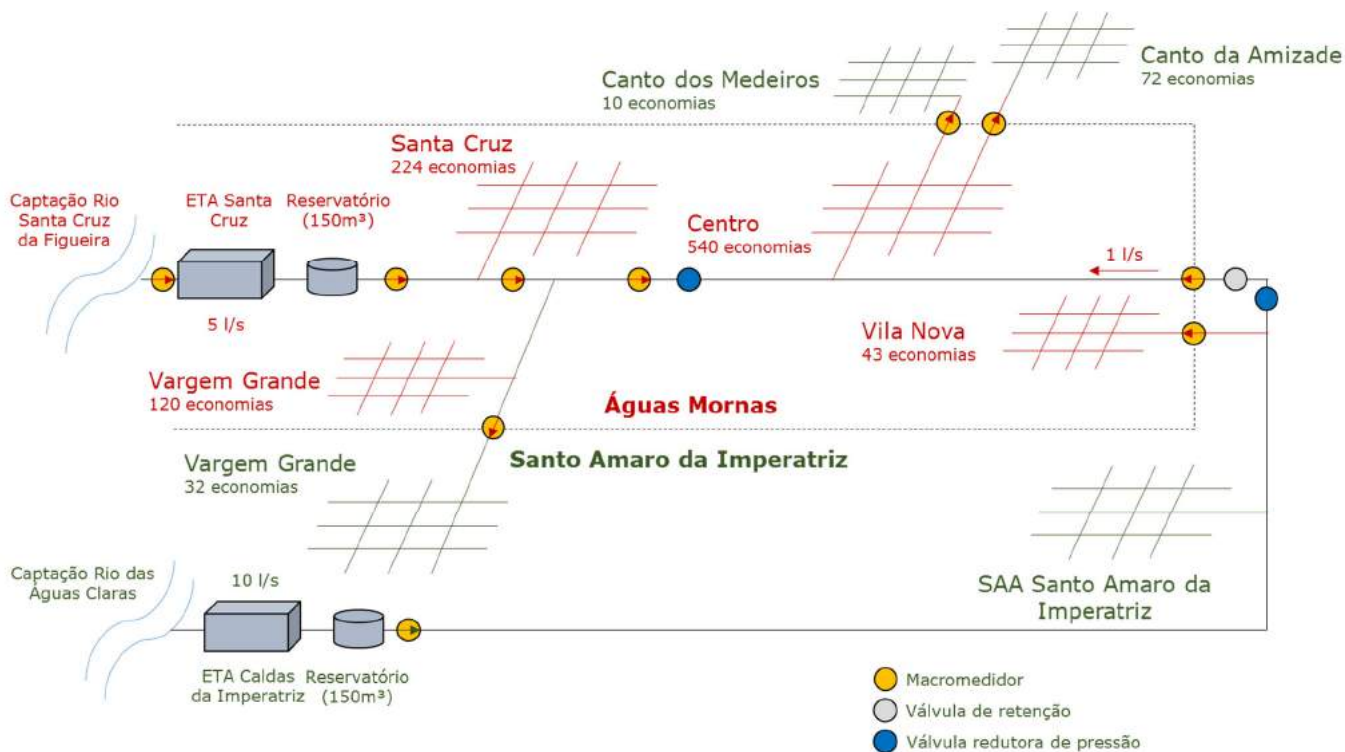 Canto dos Medeiros
10 economias
Canto da Amizade
72 economias
Santa Cruz
224 economias
Captação Rio
Santa Cruz
da Figueira
ETA Santa
Cruz
Reservatório
(150m³)
5 l/s
Centro
540 economias
1 l/s
Vila Nova
43 economias
Vargem Grande
120 economias
Águas Mornas
Santo Amaro da Imperatriz
Vargem Grande
32 economias
Captação Rio das
Águas Claras
10 l/s
ETA Caldas
da Imperatriz
Reservatório
(150m³)
SAA Santo Amaro da
Imperatriz
Macromedidor
Válvula de retenção
Válvula redutora de pressão